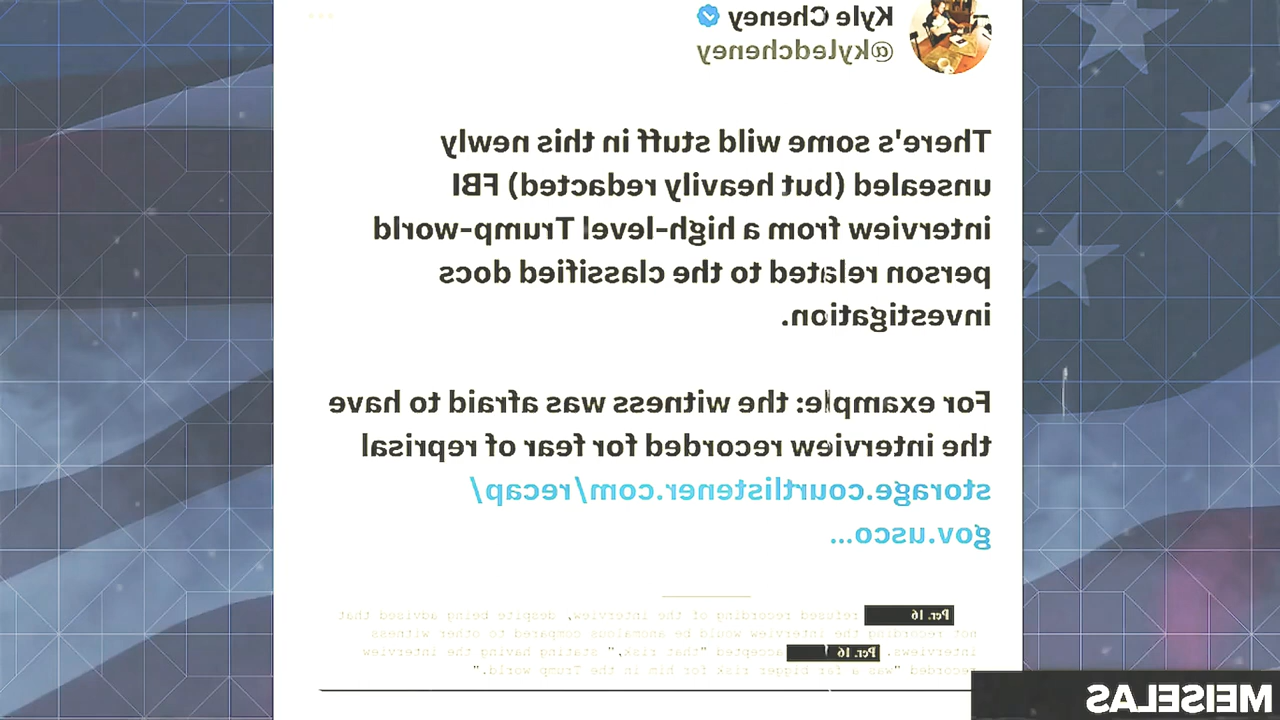 Kyle Cheney
@kyledcheney
There's some wild stuff in this newly
unsealed (but heavily redacted) FBI
interview from a high-level Trump-world
person related to the classified docs
investigation.
For example: the witness was afraid to have
the interview recorded for fear of reprisal
storage.courtlistener.com/recap/
gov.usco...
Per. 16 refused recording of the interview, despite being advised that
not recording the interview would be anomalous compared to other witness
interviews. Per. 16 accepted "that risk," stating having the interview
recorded "was a far bigger risk for him in the Trump world."
MEISELAS